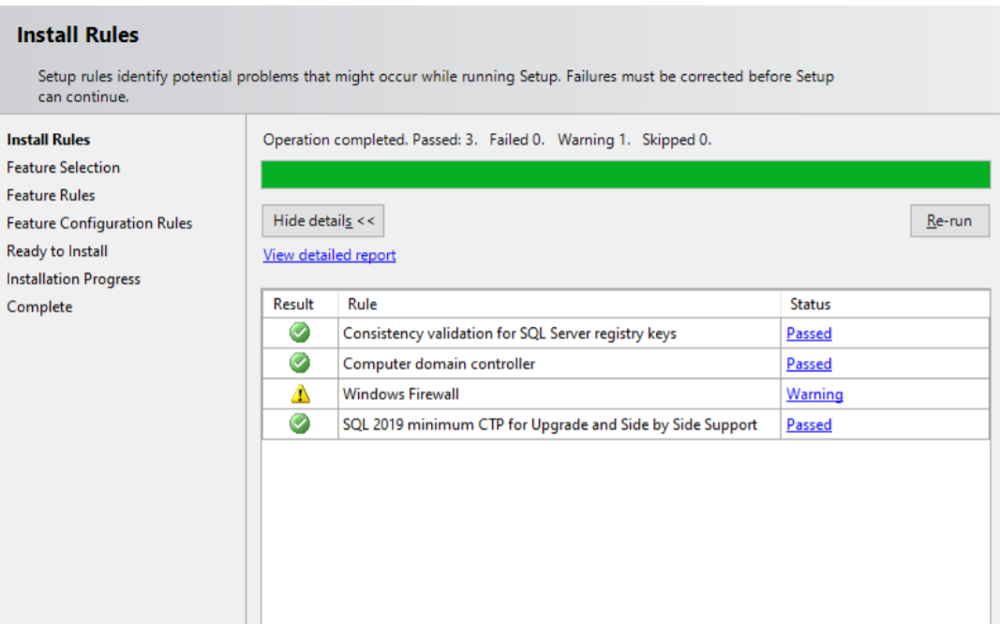 Install Rules
Setup rules identify potential problems that might occur while running Setup. Failures must be corrected before Setup
can continue.
Install Rules
Feature Selection
Feature Rules
Feature Configuration Rules
Ready to Install
Installation Progress
Complete
Operation completed. Passed: 3.   Failed 0.   Warning 1.   Skipped 0.
Hide details <<
Re-run
View detailed report
Result Rule Status
Consistency validation for SQL Server registry keys Passed
Computer domain controller Passed
Windows Firewall Warning
SQL 2019 minimum CTP for Upgrade and Side by Side Support Passed